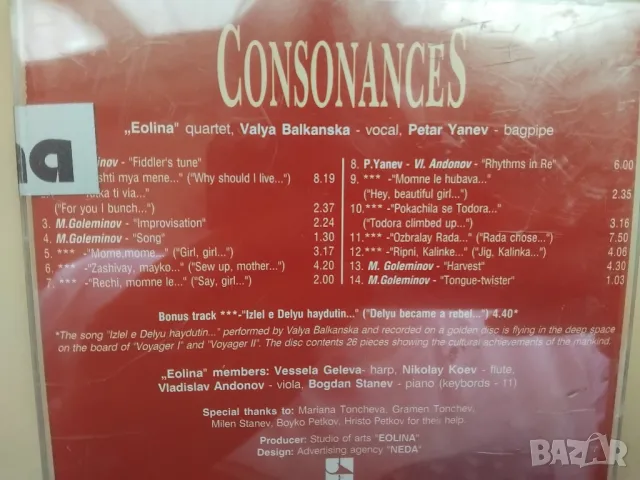 CONSONANCES
„Eolina" quartet, Valya Balkanska - vocal, Petar Yanev - bagpipe
na
inov - "Fiddler's tune"
shti mya mene..." ("Why should I live...") 8.19
ka ti via..."
("For you I bunch...") 2.37
3. M.Goleminov - "Improvisation" 2.24
4. M.Goleminov - "Song" 1.30
5. *** - "Mome,mome..." ("Girl, girl...") 3.17
6. *** - "Zashivay, mayko..." ("Sew up, mother...") 4.20
7. *** - "Rechi, momne le..." ("Say, girl...") 2.00
8. P.Yanev - Vl. Andonov - "Rhythms in Re" 6.00
9. *** -"Momne le hubava..."
("Hey, beautiful girl...") 2.35
10.*** -"Pokachila se Todora..."
("Todora climbed up...") 3.16
11.*** -"Ozbralay Rada..." ("Rada chose...") 7.50
12.*** -"Ripni, Kalinke..." ("Jig, Kalinka...") 4.06
13. M. Goleminov - "Harvest" 4.30
14. M.Goleminov - "Tongue-twister" 1.03
Bonus track ***-"Izlel e Delyu haydutin..." ("Delyu became a rebel...") 4.40*
*The song "Izlel e Delyu haydutin..." performed by Valya Balkanska and recorded on a golden disc is flying in the deep space
on the board of "Voyager I" and "Voyager II". The disc contents 26 pieces showing the cultural achievements of the mankind.
„Eolina" members: Vessela Geleva- harp, Nikolay Koev - flute,
Vladislav Andonov - viola, Bogdan Stanev - piano (keybords - 11)
Special thanks to: Mariana Toncheva, Gramen Tonchev,
Milen Stanev, Boyko Petkov, Hristo Petkov for their help.
Producer: Studio of arts "EOLINA"
Design: Advertising agency "NEDA"
BAZAR
bg